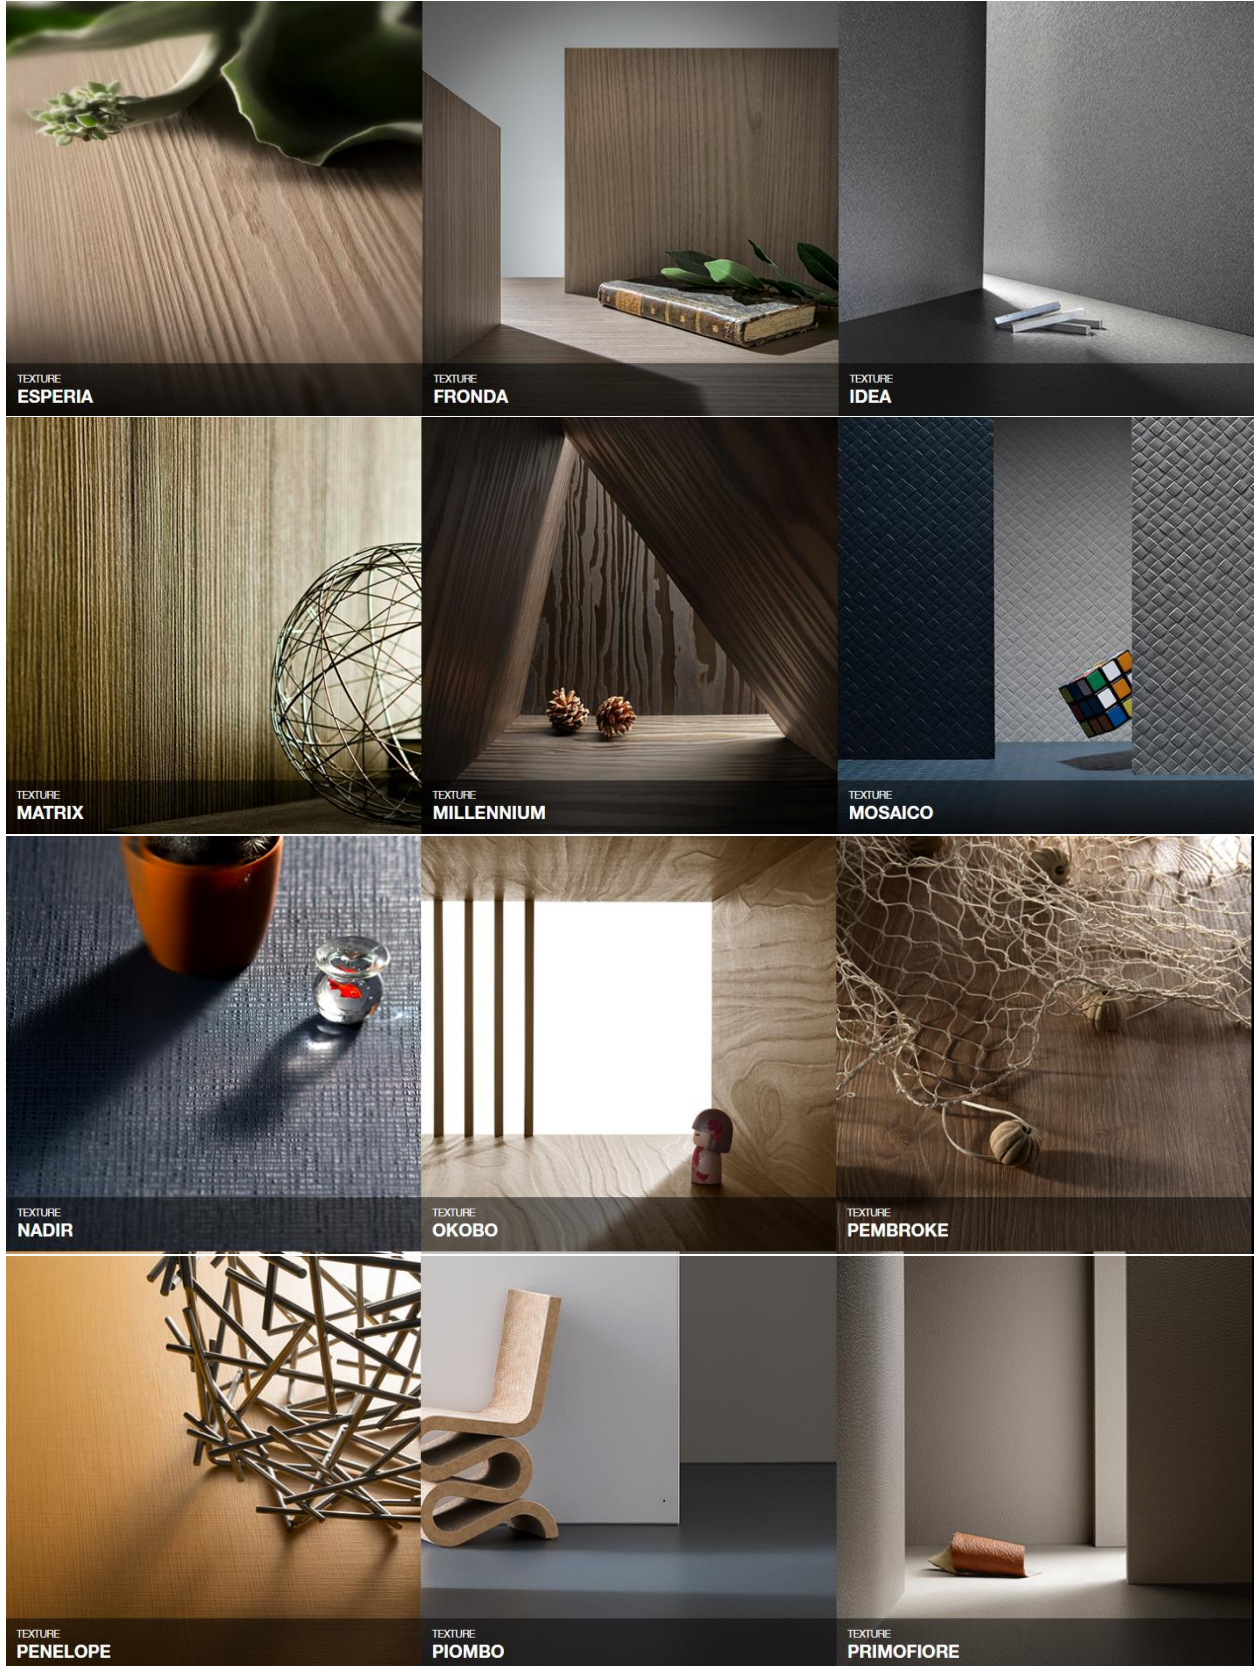 TEXTURE
ESPERIA
TEXTURE
FRONDA
TEXTURE
IDEA
TEXTURE
MATRIX
TEXTURE
MILLENNIUM
TEXTURE
MOSAICO
TEXTURE
NADIR
TEXTURE
OKOBO
TEXTURE
PEMBROKE
TEXTURE
PENELOPE
TEXTURE
PIOMBO
TEXTURE
PRIMOFIORE